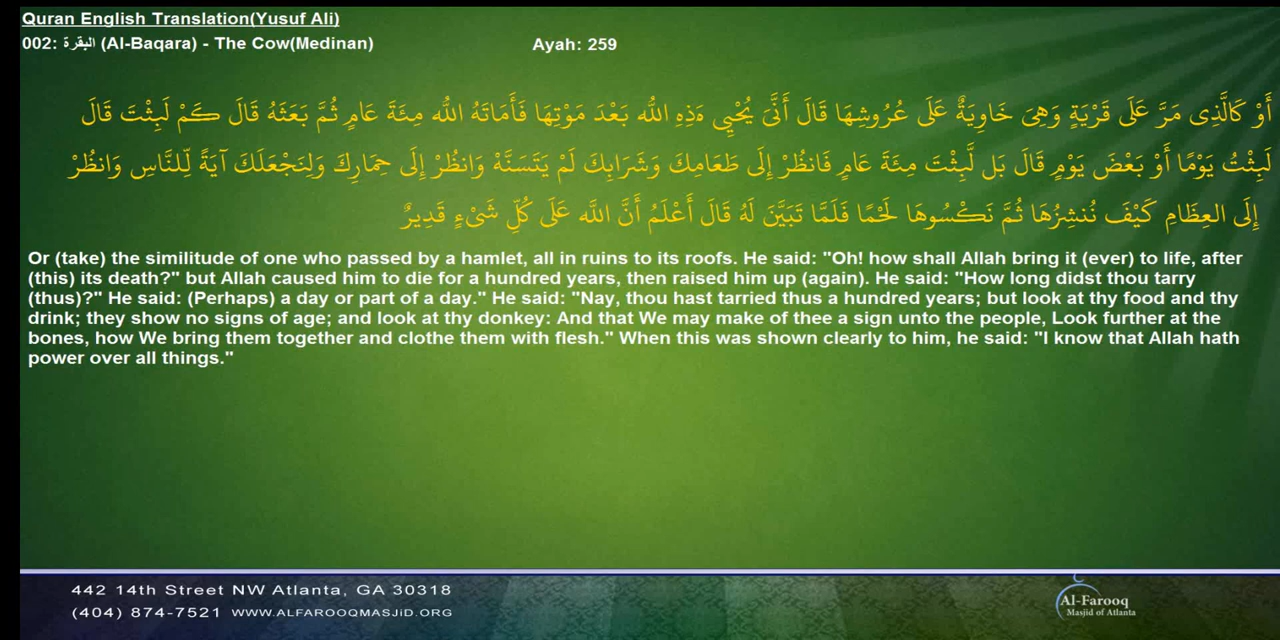 Quran English Translation(Yusuf Ali)
002: البقرة (Al-Baqara) - The Cow(Medinan)
Ayah: 259
أَوْ كَالَّذِى مَرَّ عَلَى قَرْيَةٍ وَهِىَ خَاوِيَةٌ عَلَى عُرُوشِهَا قَالَ أَنَّىَ يُحْيِى هَذِهِ اللّهُ بَعْدَ مَوْتِهَا فَأَمَاتَهُ اللّهُ مِئَةَ عَامٍ ثُمَّ بَعَثَهُ قَالَ كَمْ لَبِثْتَ قَالَ
لَبِثْتُ يَوْمًا أَوْ بَعْضَ يَوْمٍ قَالَ بَل لَّبِثْتَ مِئَةَ عَامٍ فَانظُرْ إِلَى طَعَامِكَ وَشَرَابِكَ لَمْ يَتَسَنَّهْ وَانظُرْ إِلَى حِمَارِكَ وَلِنَجْعَلَكَ آيَةً لِّلنَّاسِ وَانظُرْ
إِلَى العِظَامِ كَيْفَ نُنشِزُهَا ثُمَّ نَكْسُوهَا لَحْمًا فَلَمَّا تَبَيَّنَ لَهُ قَالَ أَعْلَمُ أَنَّ اللّهَ عَلَى كُلِّ شَىْءٍ قَدِيرٌ
Or (take) the similitude of one who passed by a hamlet, all in ruins to its roofs. He said: "Oh! how shall Allah bring it (ever) to life, after
(this) its death?" but Allah caused him to die for a hundred years, then raised him up (again). He said: "How long didst thou tarry
(thus)?" He said: (Perhaps) a day or part of a day." He said: "Nay, thou hast tarried thus a hundred years; but look at thy food and thy
drink; they show no signs of age; and look at thy donkey: And that We may make of thee a sign unto the people, Look further at the
bones, how We bring them together and clothe them with flesh." When this was shown clearly to him, he said: "I know that Allah hath
power over all things."
442 14th Street NW Atlanta, GA 30318
(404) 874-7521 WWW.ALFAROOQMASJiD.ORG
Al-Farooq
Masjid of Atlanta